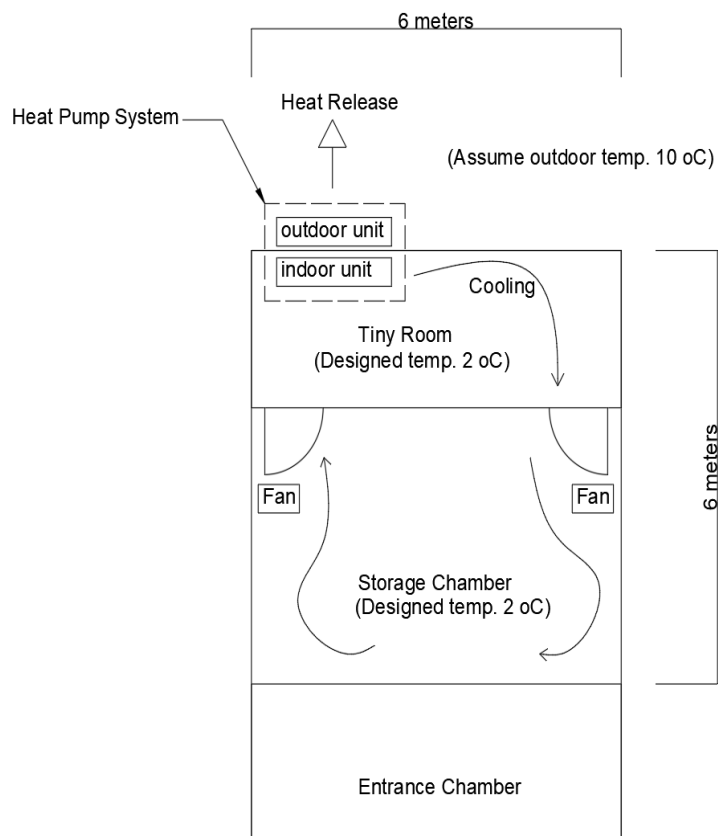 6 meters
Heat Release
Heat Pump System
(Assume outdoor temp. 10 oC)
outdoor unit
indoor unit
Cooling
Tiny Room
(Designed temp. 2 oC)
6 meters
Fan
Fan
Storage Chamber
(Designed temp. 2 oC)
Entrance Chamber